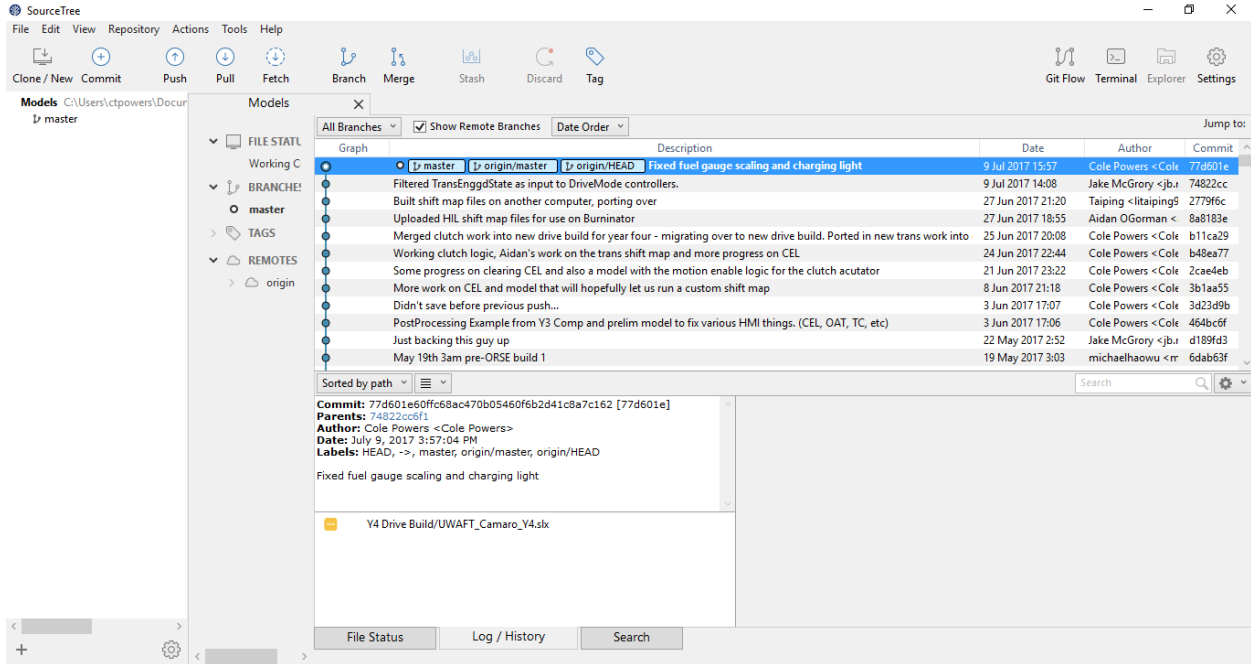 SourceTree
File Edit View Repository Actions Tools Help
Clone / New Commit Push Pull Fetch Branch Merge Stash Discard Tag Git Flow Terminal Explorer Settings
Models C:\Users\ctpowers\Docur
master
Models
FILE STATU
Working C
BRANCHES
master
TAGS
REMOTES
origin
All Branches Show Remote Branches Date Order Jump to:
Graph Description Date Author Commit
master origin/master origin/HEAD Fixed fuel gauge scaling and charging light 9 Jul 2017 15:57 Cole Powers <Cole 77d601e
Filtered TransEnggdState as input to DriveMode controllers. 9 Jul 2017 14:08 Jake McGrory <jb.r 74822cc
Built shift map files on another computer, porting over 27 Jun 2017 21:20 Taiping <litaiping9 2779f6c
Uploaded HIL shift map files for use on Burninator 27 Jun 2017 18:55 Aidan OGorman < 8a8183e
Merged clutch work into new drive build for year four - migrating over to new drive build. Ported in new trans work into 25 Jun 2017 20:08 Cole Powers <Cole b11ca29
Working clutch logic, Aidan's work on the trans shift map and more progress on CEL 24 Jun 2017 22:44 Cole Powers <Cole b48ea77
Some progress on clearing CEL and also a model with the motion enable logic for the clutch acutator 21 Jun 2017 23:22 Cole Powers <Cole 2cae4eb
More work on CEL and model that will hopefully let us run a custom shift map 8 Jun 2017 21:18 Cole Powers <Cole 3b1aa55
Didn't save before previous push... 3 Jun 2017 17:07 Cole Powers <Cole 3d23d9b
PostProcessing Example from Y3 Comp and prelim model to fix various HMI things. (CEL, OAT, TC, etc) 3 Jun 2017 17:06 Cole Powers <Cole 464bc6f
Just backing this guy up 22 May 2017 2:52 Jake McGrory <jb.r d189fd3
May 19th 3am pre-ORSE build 1 19 May 2017 3:03 michaelhaowu <m 6dab63f
Sorted by path Search
Commit: 77d601e60ffc68ac470b05460f6b2d41c8a7c162 [77d601e]
Parents: 74822cc6f1
Author: Cole Powers <Cole Powers>
Date: July 9, 2017 3:57:04 PM
Labels: HEAD, ->, master, origin/master, origin/HEAD
Fixed fuel gauge scaling and charging light
Y4 Drive Build/UWAFT_Camaro_Y4.slx
File Status Log / History Search